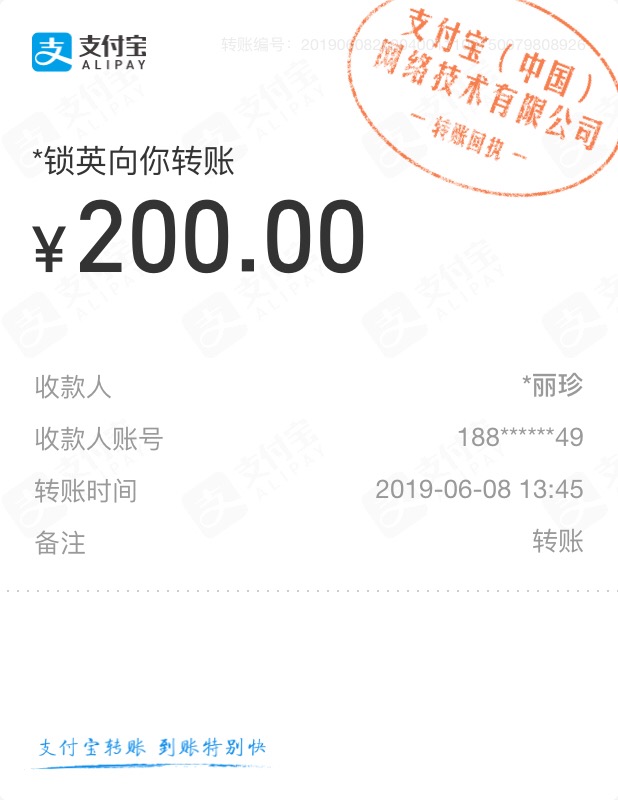 支付宝
ALIPAY
转账编号:
支付宝（中国）
网络技术有限公司
— 转账回执 —
*锁英向你转账
¥200.00
收款人 *丽珍
收款人账号 188******49
转账时间 2019-06-08 13:45
备注 转账
支付宝转账 到账特别快